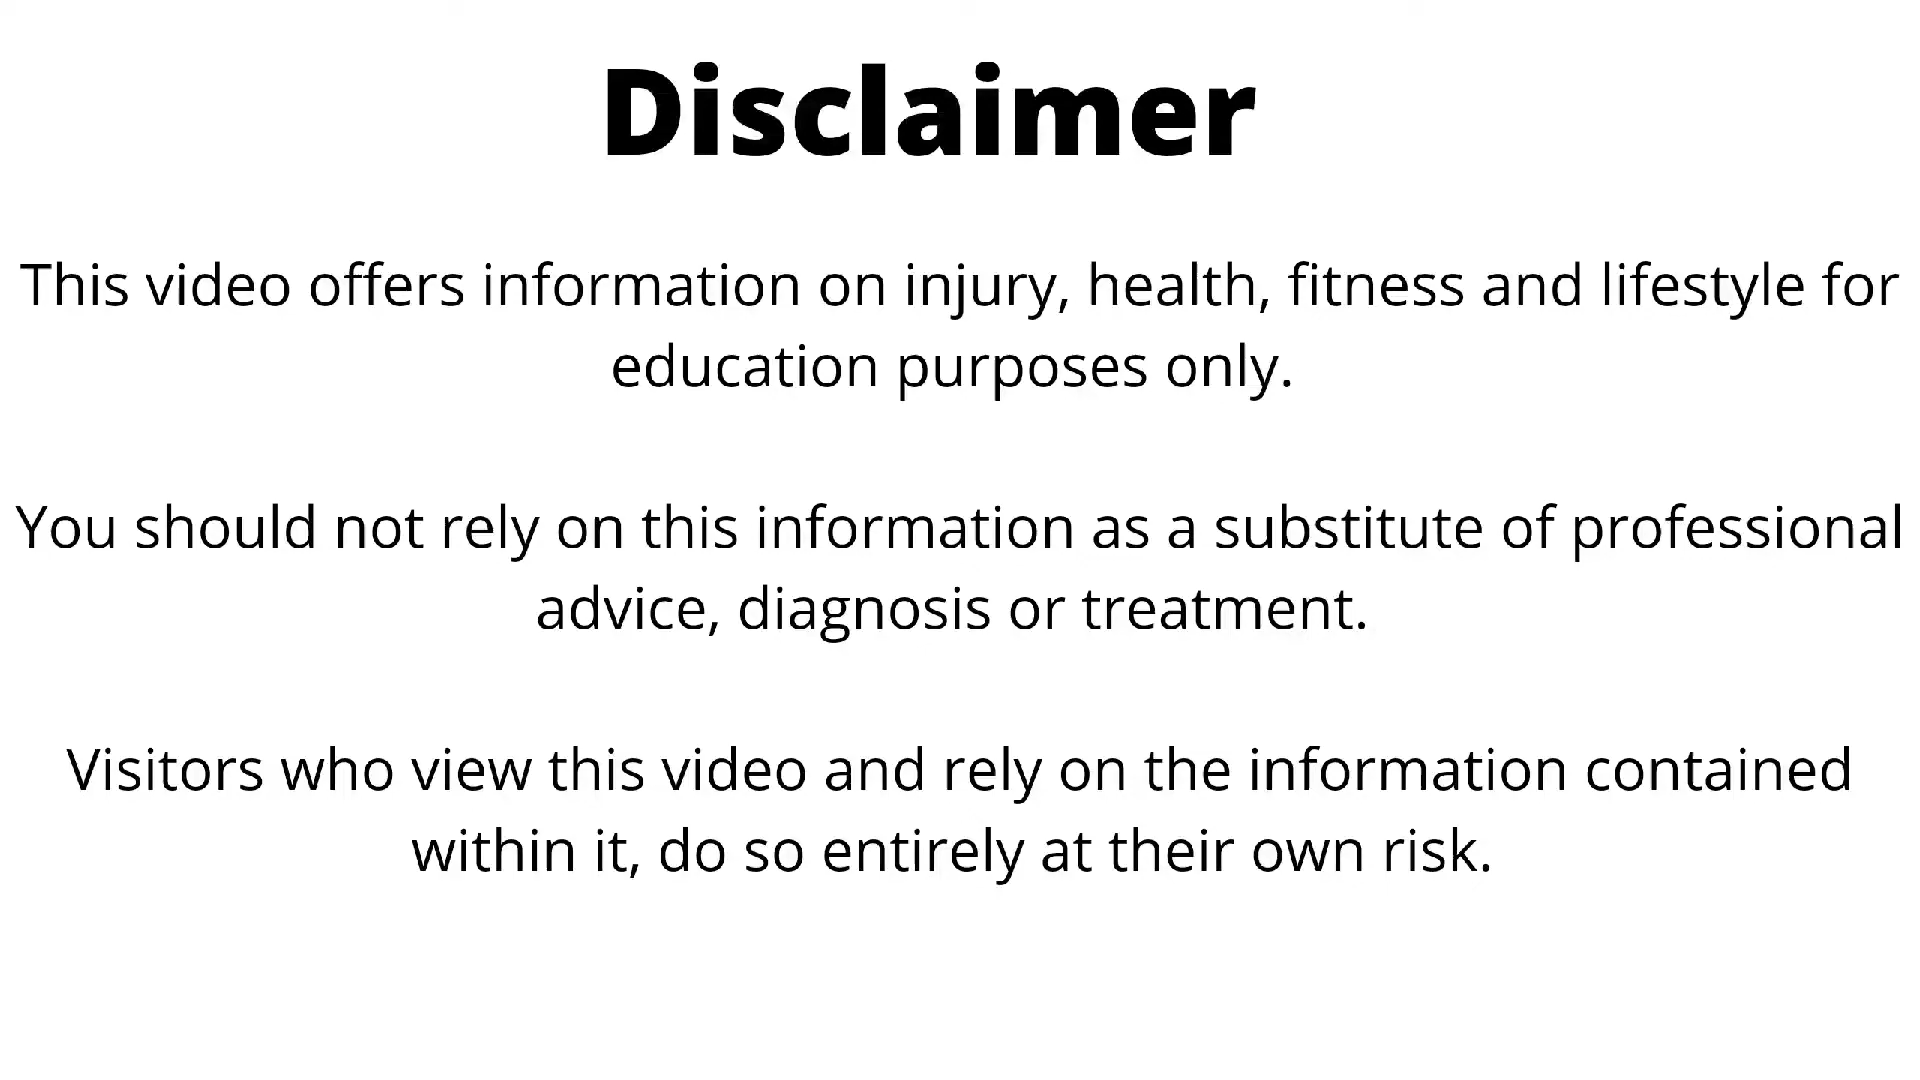 Disclaimer
This video offers information on injury, health, fitness and lifestyle for
education purposes only.
You should not rely on this information as a substitute of professional
advice, diagnosis or treatment.
Visitors who view this video and rely on the information contained
within it, do so entirely at their own risk.